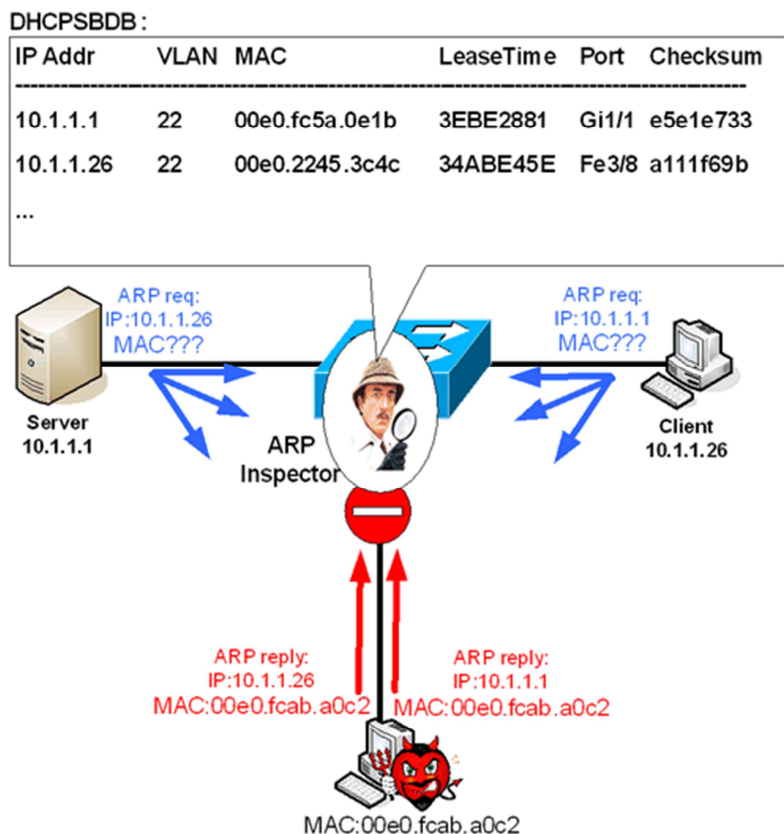 DHCPSBDB:
IP Addr VLAN MAC LeaseTime Port Checksum
10.1.1.1 22 00e0.fc5a.0e1b 3EBE2881 Gi1/1 e5e1e733
10.1.1.26 22 00e0.2245.3c4c 34ABE45E Fe3/8 a111f69b
...
ARP req:
IP:10.1.1.26
MAC???
ARP req:
IP:10.1.1.1
MAC???
Server
10.1.1.1
ARP
Inspector
Client
10.1.1.26
ARP reply:
IP:10.1.1.26
MAC:00e0.fcab.a0c2
ARP reply:
IP:10.1.1.1
MAC:00e0.fcab.a0c2
MAC:00e0.fcab.a0c2